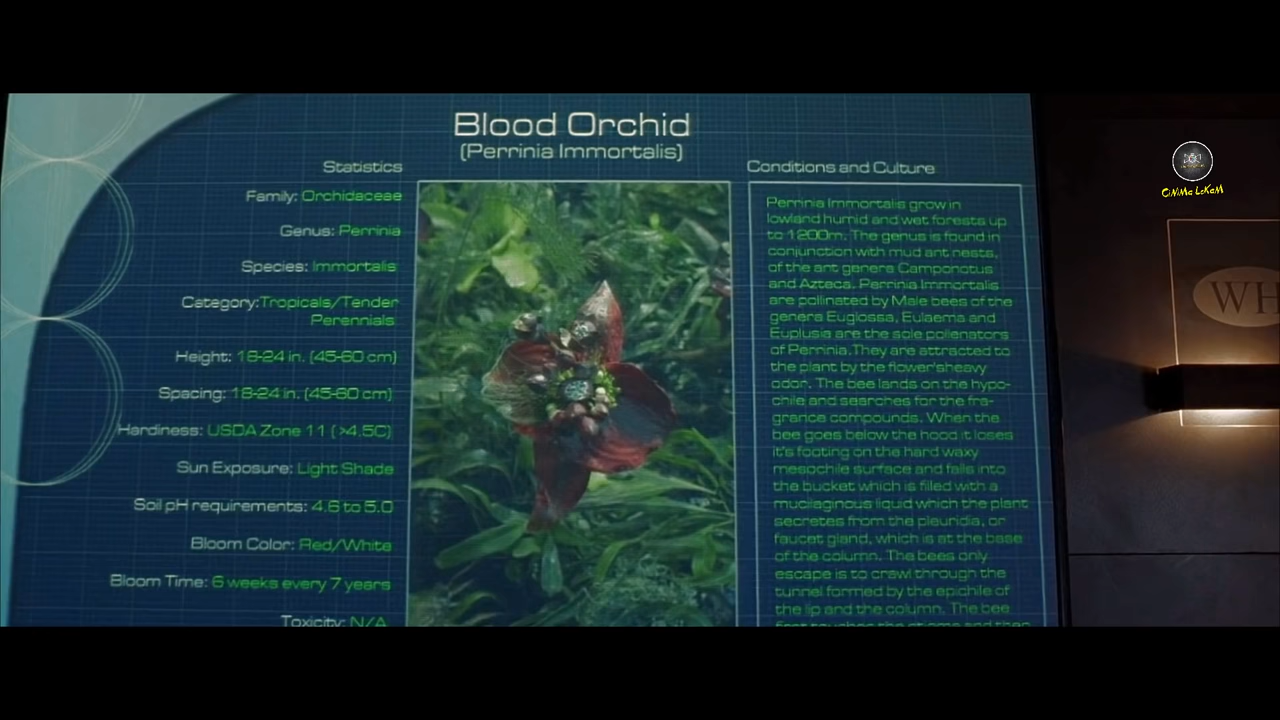 Blood Orchid
(Perrinia Immortalis)
Statistics
Family: Orchidaceae
Genus: Perrinia
Species: Immortalis
Category:Tropicals/Tender
Perennials
Height: 18-24 in. (45-60 cm)
Spacing: 18-24 in. (45-60 cm)
Hardiness: USDA Zone 11 ( >4.5C)
Sun Exposure: Light Shade
Soil pH requirements: 4.6 to 5.0
Bloom Color: Red/White
Bloom Time: 6 weeks every 7 years
Toxicity: N/A
Conditions and Culture
Perrinia Immortalis grow in
lowland humid and wet forests up
to 1200m. The genus is found in
conjunction with mud ant nests,
of the ant genera Camponotus
and Azteca. Perrinia Immortalis
are pollinated by Male bees of the
genera Euglossa, Eulaema and
Euplusia are the sole pollenators
of Perrinia.They are attracted to
the plant by the flower'sheavy
odor. The bee lands on the hypo-
chile and searches for the fra-
grance compounds. When the
bee goes below the hood it loses
it's footing on the hard waxy
mesochile surface and falls into
the bucket which is filled with a
mucilaginous liquid which the plant
secretes from the pleuridia, or
faucet gland, which is at the base
of the column. The bees only
escape is to crawl through the
tunnel formed by the epichile of
the lip and the column. The bee
first touches the stigma and then
CiNiMa LoKaM
WH